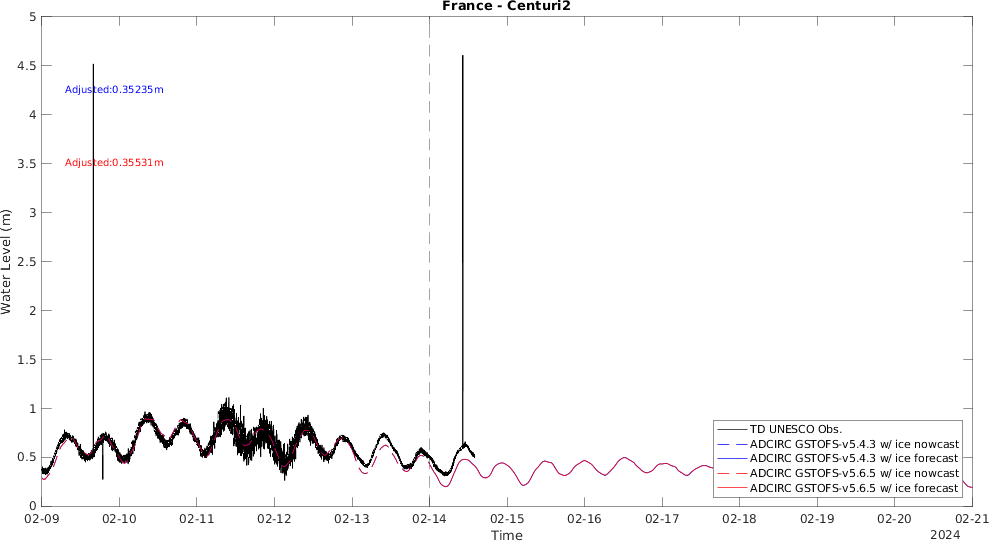 France - Centuri2
5
4.5
4
3.5
3
2.5
2
1.5
1
0.5
0
Water Level (m)
Adjusted:0.35235m
Adjusted:0.35531m
TD UNESCO Obs.
ADCIRC GSTOFS-v5.4.3 w/ ice nowcast
ADCIRC GSTOFS-v5.4.3 w/ ice forecast
ADCIRC GSTOFS-v5.6.5 w/ ice nowcast
ADCIRC GSTOFS-v5.6.5 w/ ice forecast
02-09 02-10 02-11 02-12 02-13 02-14 02-15 02-16 02-17 02-18 02-19 02-20 02-21
Time
2024